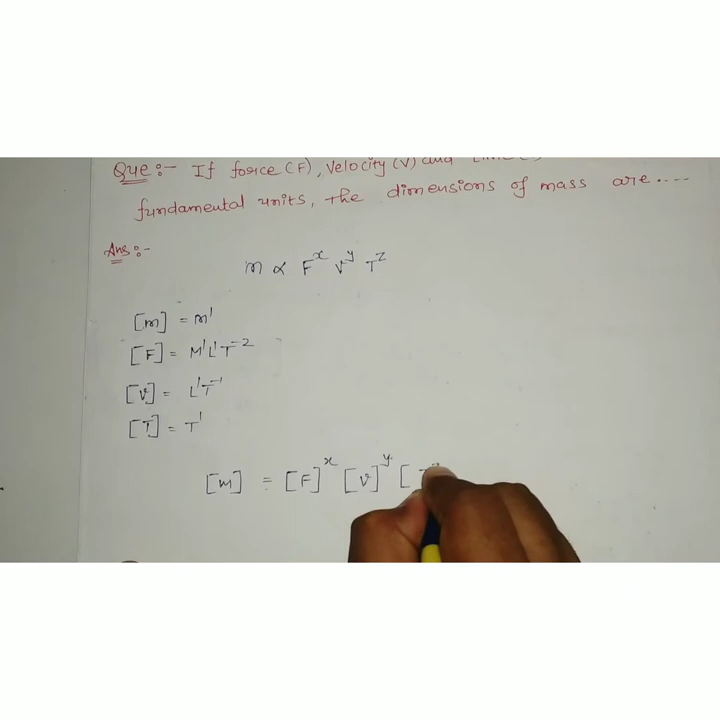 Que:- If force (F), Velocity (V) and
fundamental units, the dimensions of mass are....
Ans:-
m ∝ F^x V^y T^z
[m] = M^1
[F] = M^1 L^1 T^-2
[V] = L^1 T^-1
[T] = T^1
[m] = [F]^x [V]^y [